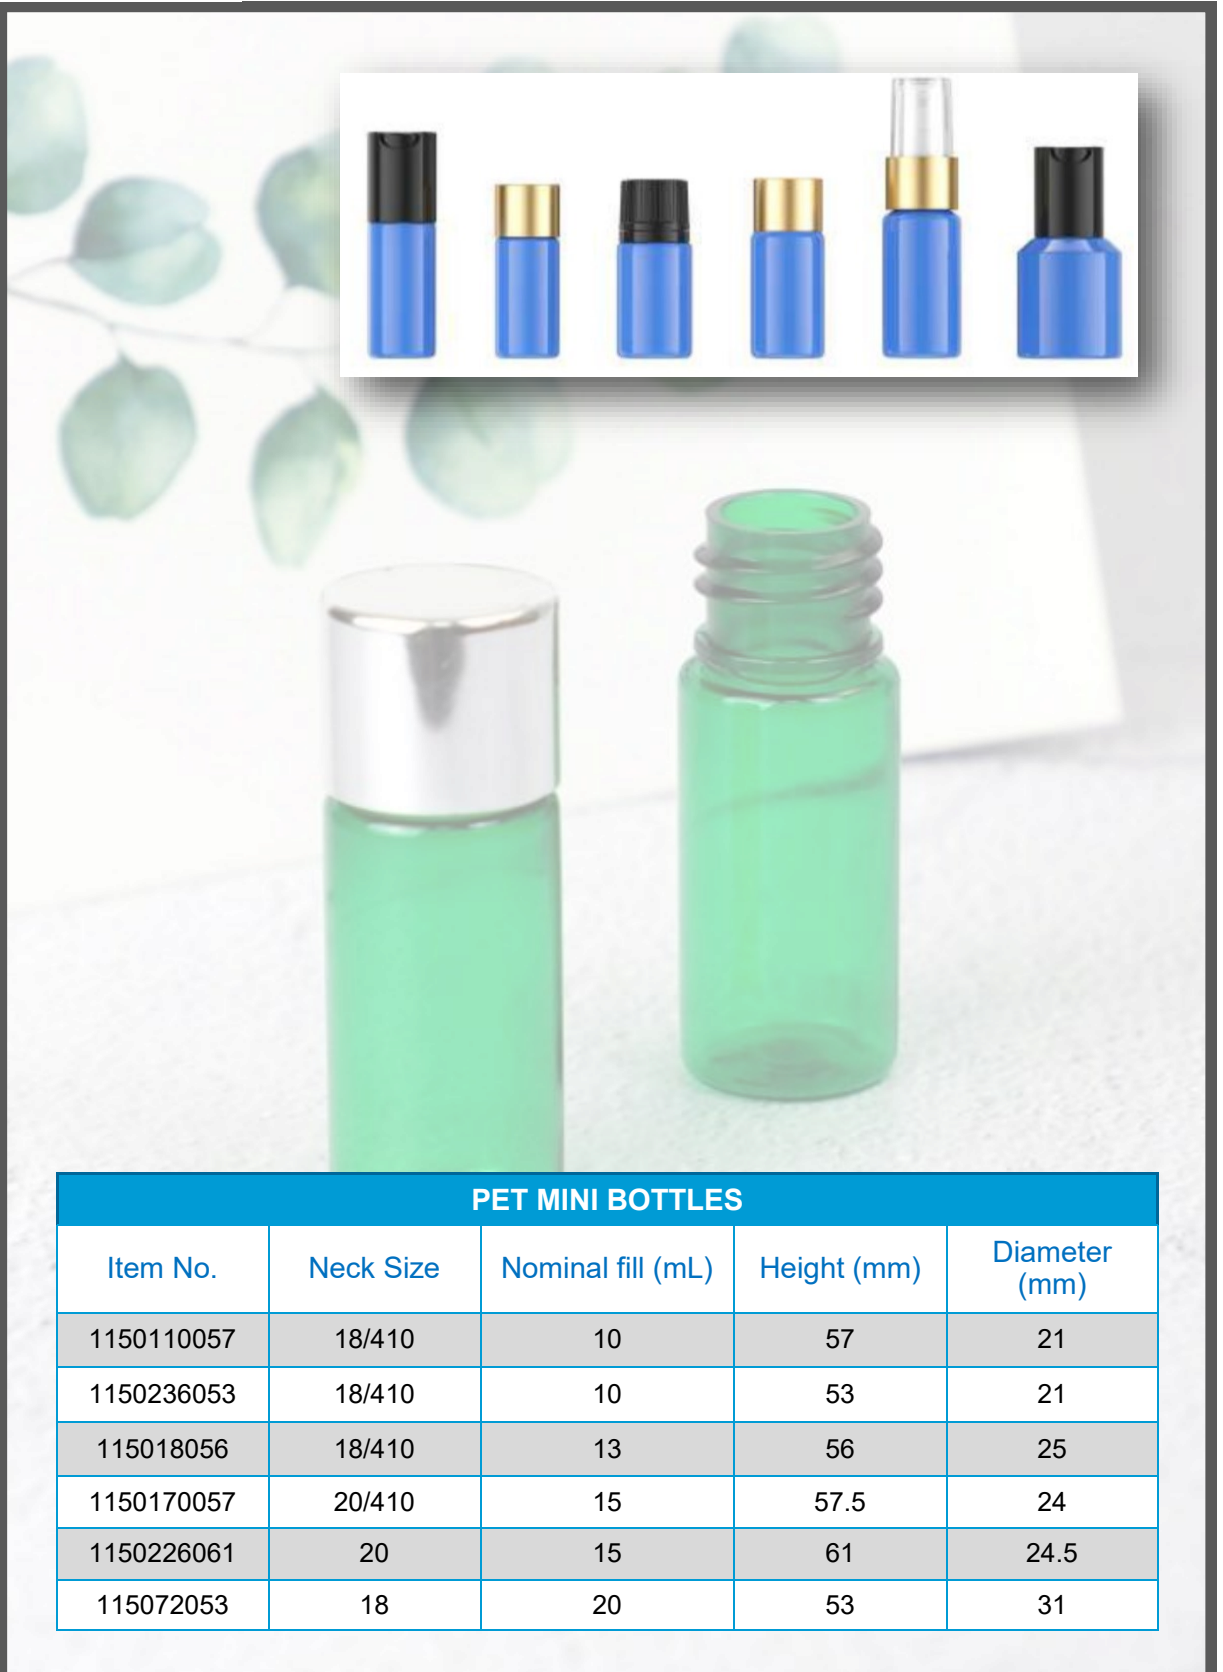 PET MINI BOTTLES
Item No. Neck Size Nominal fill (mL) Height (mm) Diameter (mm)
1150110057 18/410 10 57 21
1150236053 18/410 10 53 21
115018056 18/410 13 56 25
1150170057 20/410 15 57.5 24
1150226061 20 15 61 24.5
115072053 18 20 53 31